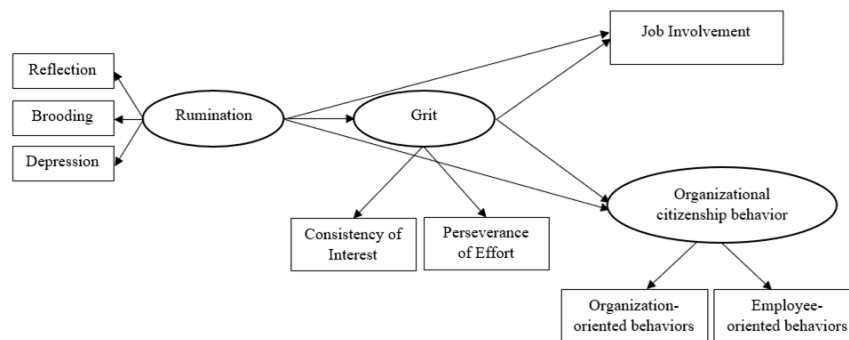 Job Involvement
Reflection
Brooding
Depression
Rumination
Grit
Organizational
citizenship behavior
Consistency of
Interest
Perseverance
of Effort
Organization-
oriented behaviors
Employee-
oriented behaviors